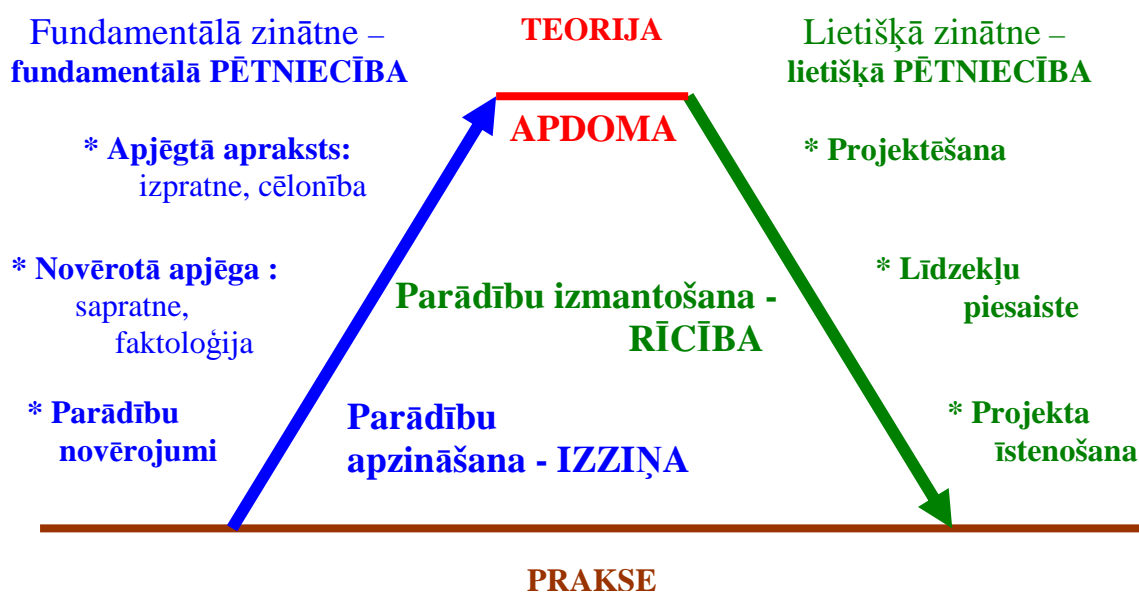 Fundamentālā zinātne –
fundamentālā PĒTNIECĪBA
* Apjēgtā apraksts:
izpratne, cēlonība
* Novērotā apjēga :
sapratne,
faktoloģija
* Parādību
novērojumi
TEORIJA
APDOMA
Parādību izmantošana -
RĪCĪBA
Parādību
apzināšana - IZZIŅA
Lietišķā zinātne –
lietišķā PĒTNIECĪBA
* Projektēšana
* Līdzekļu
piesaiste
* Projekta
īstenošana
PRAKSE